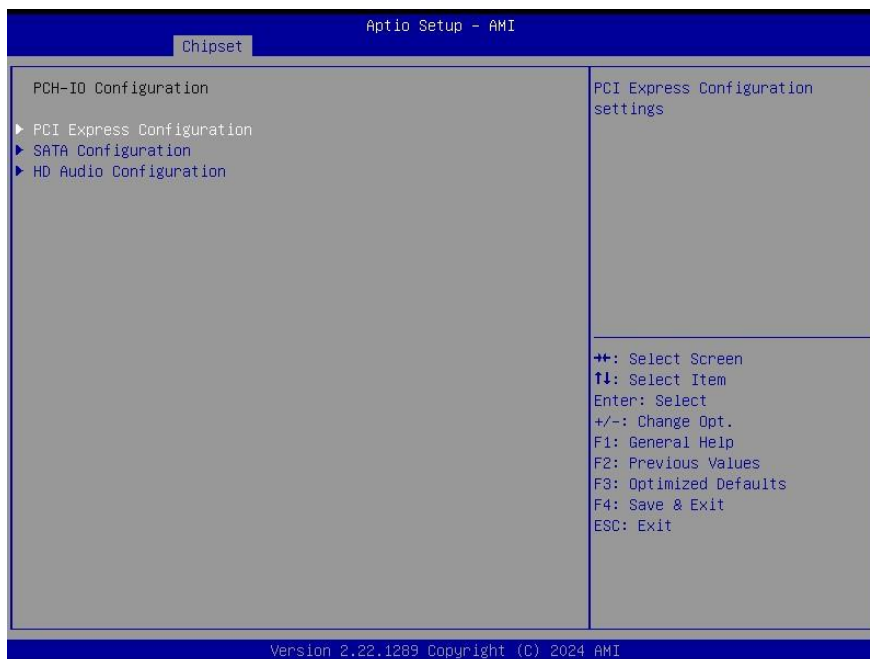 Aptio Setup – AMI
Chipset
PCH-IO Configuration
▶ PCI Express Configuration
▶ SATA Configuration
▶ HD Audio Configuration
PCI Express Configuration
settings
→←: Select Screen
↑↓: Select Item
Enter: Select
+/-: Change Opt.
F1: General Help
F2: Previous Values
F3: Optimized Defaults
F4: Save & Exit
ESC: Exit
Version 2.22.1289 Copyright (C) 2024 AMI